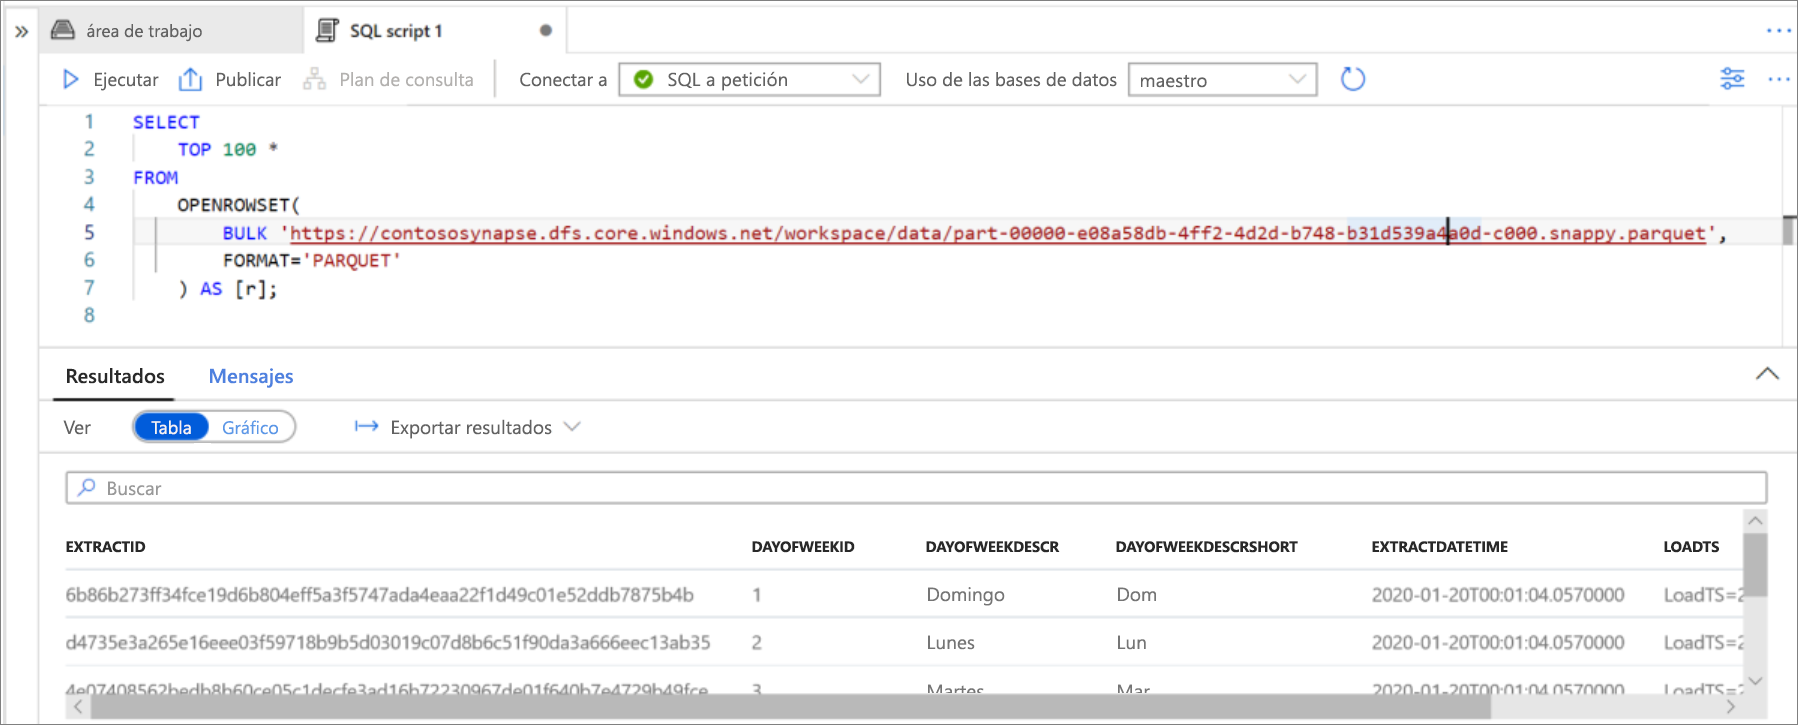 área de trabajo SQL script 1
Ejecutar Publicar Plan de consulta Conectar a SQL a petición Uso de las bases de datos maestro
1 SELECT
2 TOP 100 *
3 FROM
4 OPENROWSET(
5 BULK 'https://contososynapse.dfs.core.windows.net/workspace/data/part-00000-e08a58db-4ff2-4d2d-b748-b31d539a4a0d-c000.snappy.parquet',
6 FORMAT='PARQUET'
7 ) AS [r];
8
Resultados Mensajes
Ver Tabla Gráfico Exportar resultados
Buscar
EXTRACTID DAYOFWEEKID DAYOFWEEKDESCR DAYOFWEEKDESCRSHORT EXTRACTDATETIME LOADTS
6b86b273ff34fce19d6b804eff5a3f5747ada4eaa22f1d49c01e52ddb7875b4b 1 Domingo Dom 2020-01-20T00:01:04.0570000 LoadTS=2
d4735e3a265e16eee03f59718b9b5d03019c07d8b6c51f90da3a666eec13ab35 2 Lunes Lun 2020-01-20T00:01:04.0570000 LoadTS=2
4e07408562bedb8b60ce05c1decfe3ad16b72230967de01f640b7e4729b49fce 3 Martes Mar 2020-01-20T00:01:04.0570000 LoadTS=2